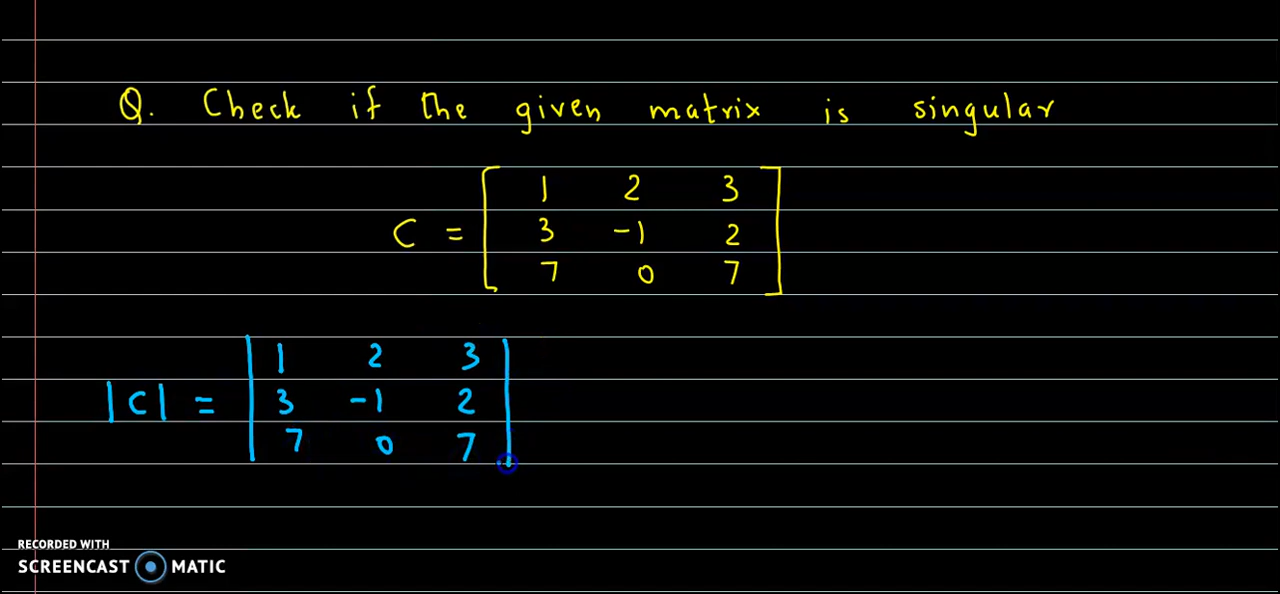 Q. Check if the given matrix is singular
1 2 3
C = 3 -1 2
7 0 7
1 2 3
|C| = 3 -1 2
7 0 7
RECORDED WITH
SCREENCAST MATIC